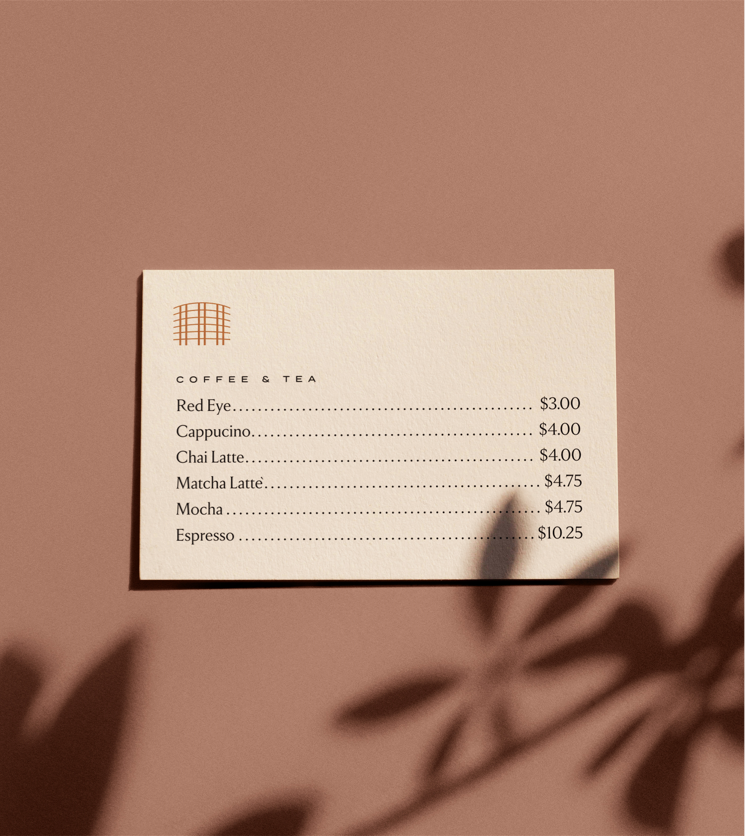 COFFEE & TEA
Red Eye................................................ $3.00
Cappucino............................................. $4.00
Chai Latte.............................................. $4.00
Matcha Latte`............................................ $4.75
Mocha .................................................. $4.75
Espresso ...............................................$10.25